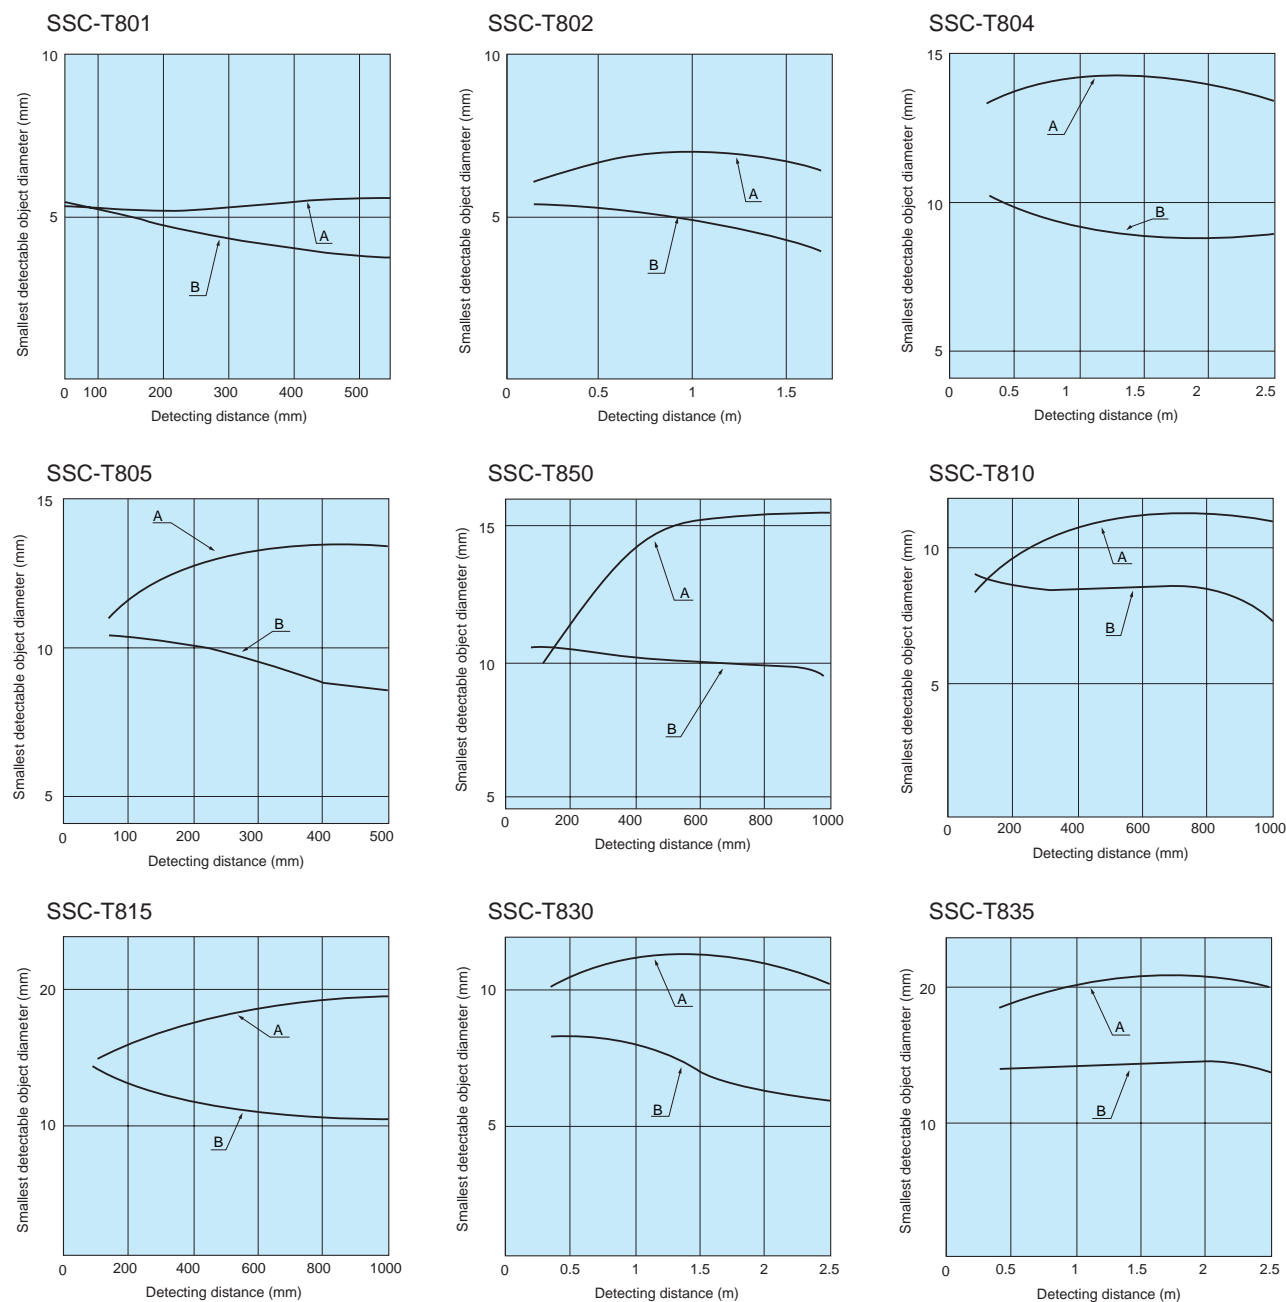 SSC-T801
10
5
Smallest detectable object diameter (mm)
A
B
0 100 200 300 400 500
Detecting distance (mm)
SSC-T802
10
5
Smallest detectable object diameter (mm)
A
B
0 0.5 1 1.5
Detecting distance (m)
SSC-T804
15
10
5
Smallest detectable object diameter (mm)
A
B
0 0.5 1 1.5 2 2.5
Detecting distance (m)
SSC-T805
15
10
5
Smallest detectable object diameter (mm)
A
B
0 100 200 300 400 500
Detecting distance (mm)
SSC-T850
15
10
5
Smallest detectable object diameter (mm)
A
B
0 200 400 600 800 1000
Detecting distance (mm)
SSC-T810
10
5
Smallest detectable object diameter (mm)
A
B
0 200 400 600 800 1000
Detecting distance (mm)
SSC-T815
20
10
Smallest detectable object diameter (mm)
A
B
0 200 400 600 800 1000
Detecting distance (mm)
SSC-T830
10
5
Smallest detectable object diameter (mm)
A
B
0 0.5 1 1.5 2 2.5
Detecting distance (m)
SSC-T835
20
10
Smallest detectable object diameter (mm)
A
B
0 0.5 1 1.5 2 2.5
Detecting distance (m)